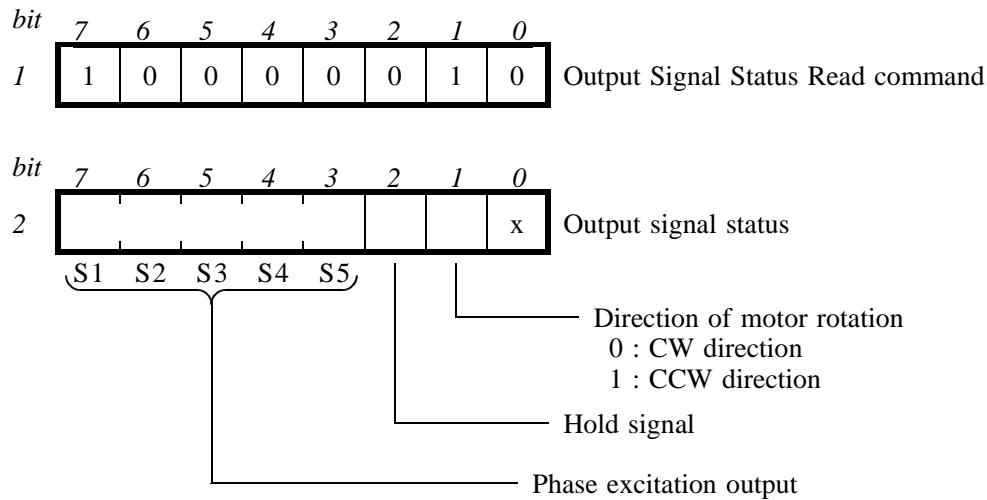 bit 7 6 5 4 3 2 1 0
1 1 0 0 0 0 0 1 0 Output Signal Status Read command
bit 7 6 5 4 3 2 1 0
2 x Output signal status
S1 S2 S3 S4 S5
Direction of motor rotation
0 : CW direction
1 : CCW direction
Hold signal
Phase excitation output